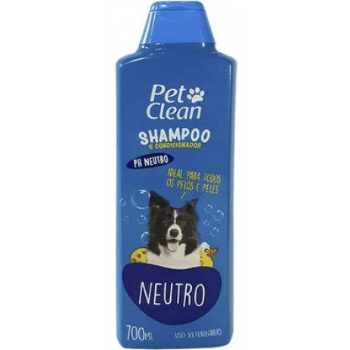 Pet Clean
SHAMPOO
E CONDICIONADOR
PH NEUTRO
IDEAL PARA TODOS
OS PELOS E PELES
NEUTRO
700ML
USO VETERINÁRIO